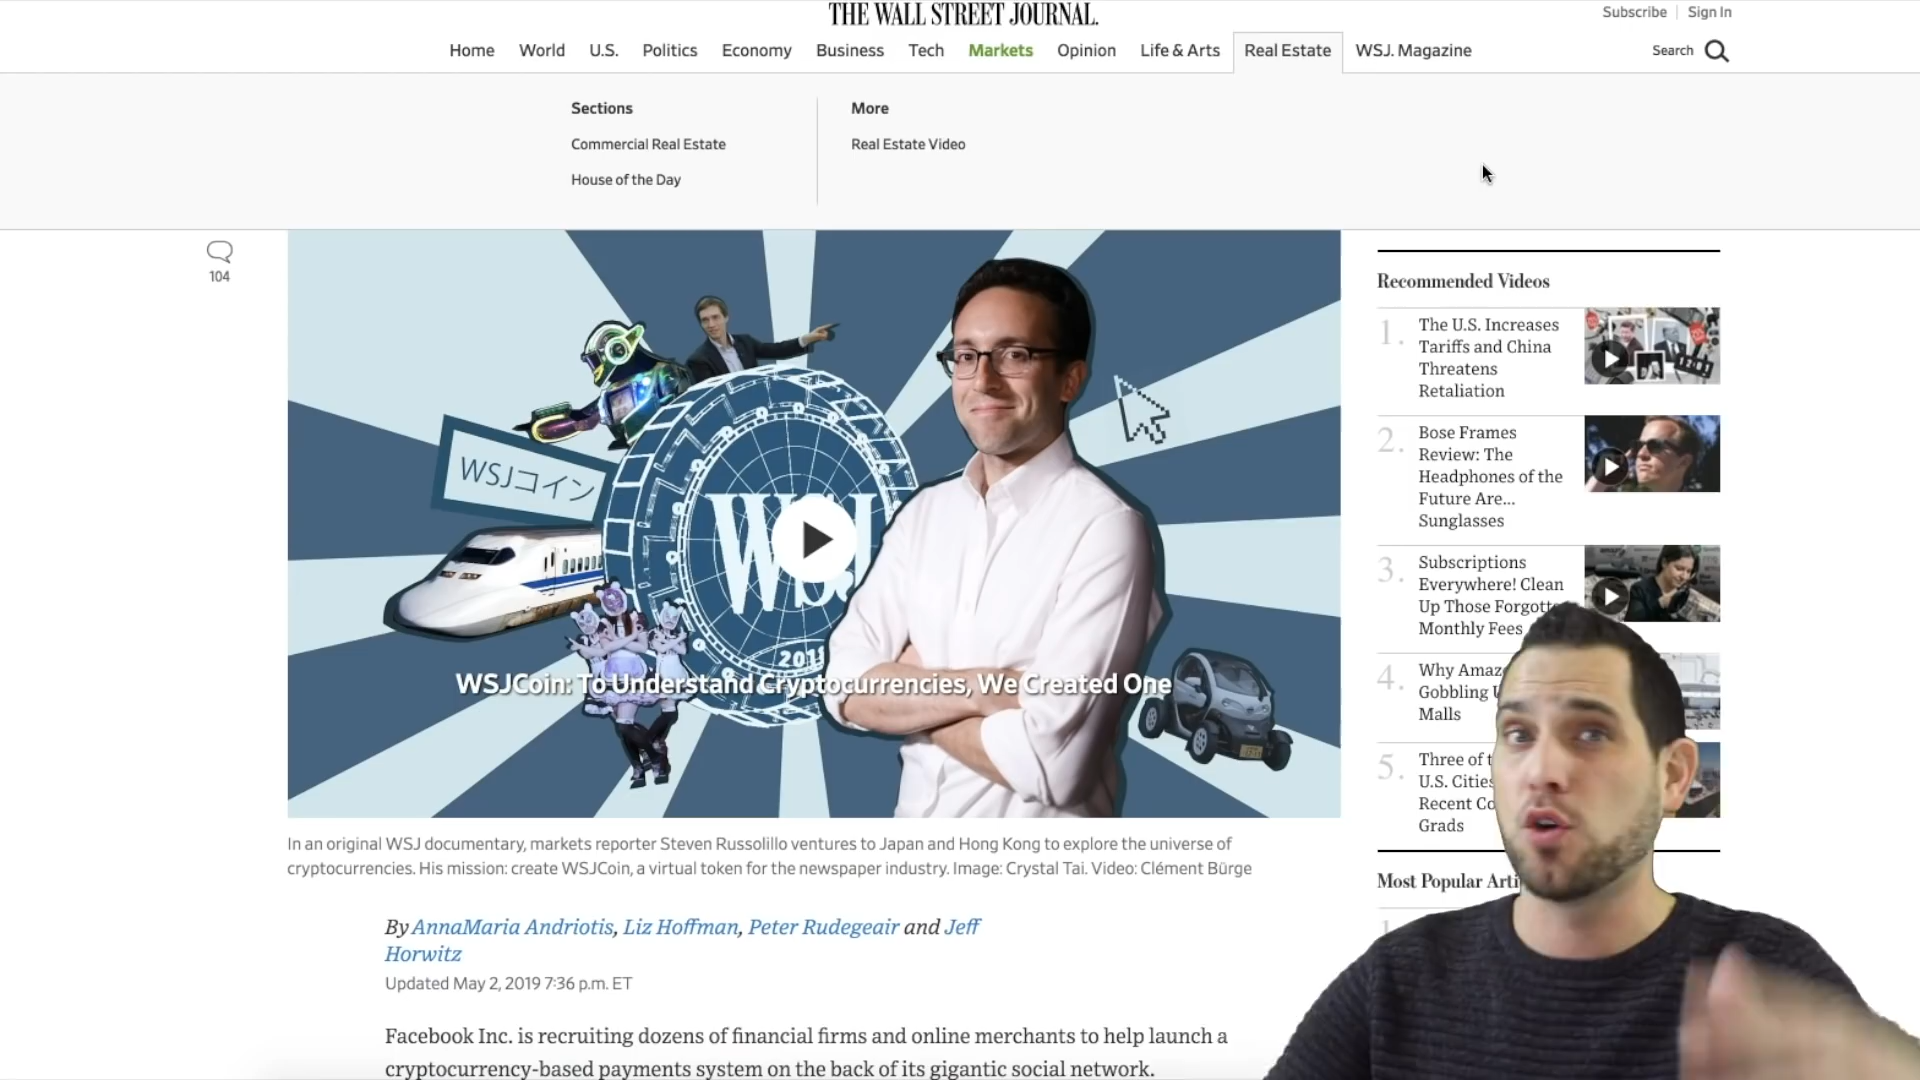 THE WALL STREET JOURNAL.
Subscribe Sign In
Home World U.S. Politics Economy Business Tech Markets Opinion Life & Arts Real Estate WSJ. Magazine
Search
Sections
Commercial Real Estate
House of the Day
More
Real Estate Video
104
WSJコイン
WSJ
WSJCoin: To Understand Cryptocurrencies, We Created One
In an original WSJ documentary, markets reporter Steven Russolillo ventures to Japan and Hong Kong to explore the universe of
cryptocurrencies. His mission: create WSJCoin, a virtual token for the newspaper industry. Image: Crystal Tai. Video: Clément Bürge
By AnnaMaria Andriotis, Liz Hoffman, Peter Rudegeair and Jeff
Horwitz
Updated May 2, 2019 7:36 p.m. ET
Facebook Inc. is recruiting dozens of financial firms and online merchants to help launch a
cryptocurrency-based payments system on the back of its gigantic social network.
Recommended Videos
1. The U.S. Increases
Tariffs and China
Threatens
Retaliation
2. Bose Frames
Review: The
Headphones of the
Future Are...
Sunglasses
3. Subscriptions
Everywhere! Clean
Up Those
Monthly Fees
4. Why
Gobbling
Malls
5. Three of
U.S. Cities
Recent
Grads
Most Popular
1.